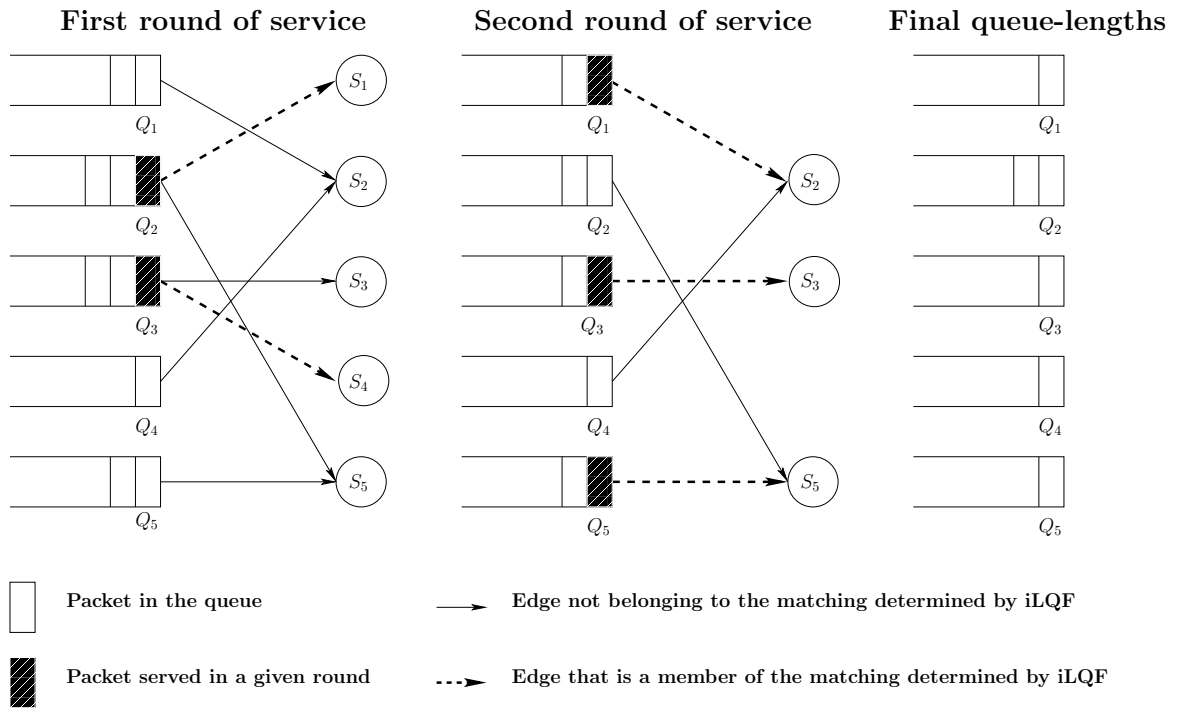 First round of service
Second round of service
Final queue-lengths
Q1
Q2
Q3
Q4
Q5
S1
S2
S3
S4
S5
Q1
Q2
Q3
Q4
Q5
S2
S3
S5
Q1
Q2
Q3
Q4
Q5
Packet in the queue
Edge not belonging to the matching determined by iLQF
Packet served in a given round
Edge that is a member of the matching determined by iLQF